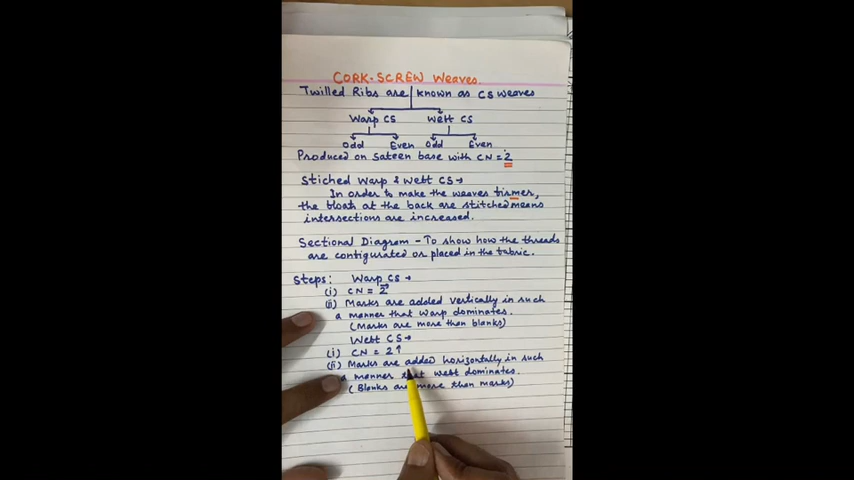 CORK-SCREW Weaves.
Twilled Ribs are known as CS weaves
Warp CS Weft CS
Odd Even Odd Even
Produced on Sateen base with CN = 2
Stiched Warp & Weft CS →
In order to make the weaves firmer,
the float at the back are stitched means
intersections are increased.
Sectional Diagram - To show how the threads
are configurated or placed in the fabric.
Steps: Warp CS →
(i) CN = 2→
(ii) Marks are added vertically in such
a manner that warp dominates.
(Marks are more than blanks)
Weft CS →
(i) CN = 2↑
(ii) Marks are added horizontally in such
a manner that weft dominates.
(Blanks are more than marks)